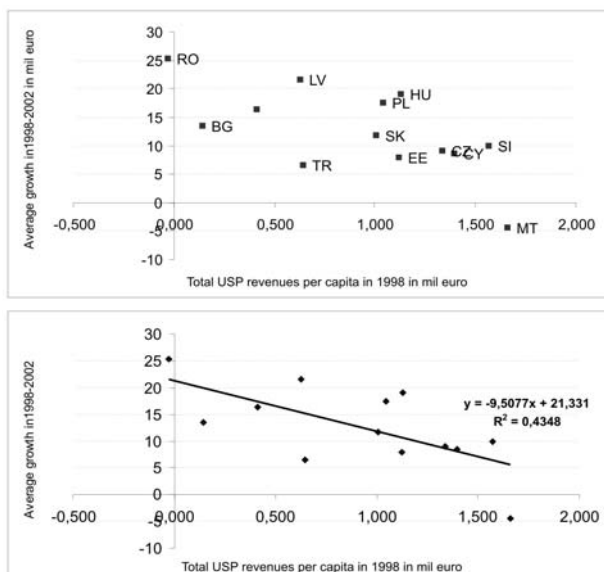 Average growth in1998-2002 in mil euro
30
25
20
15
10
5
0
-5
-10
RO
LV
HU
PL
BG
SK
TR
EE
CZ
CY
SI
MT
-0,500
0,000
0,500
1,000
1,500
2,000
Total USP revenues per capita in 1998 in mil euro
Average growth in1998-2002
30
25
20
15
10
5
0
-5
-10
y = -9,5077x + 21,331
R² = 0,4348
-0,500
0,000
0,500
1,000
1,500
2,000
Total USP revenues per capita in 1998 in mil euro